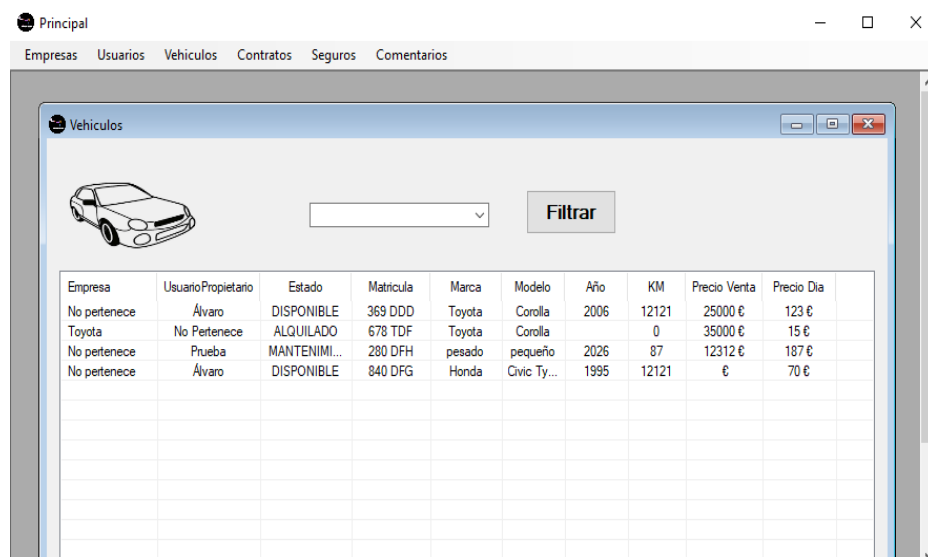 Principal
Empresas Usuarios Vehiculos Contratos Seguros Comentarios
Vehiculos
Filtrar
Empresa UsuarioPropietario Estado Matricula Marca Modelo Año KM Precio Venta Precio Dia
No pertenece Álvaro DISPONIBLE 369 DDD Toyota Corolla 2006 12121 25000 € 123 €
Toyota No Pertenece ALQUILADO 678 TDF Toyota Corolla 0 35000 € 15 €
No pertenece Prueba MANTENIMI... 280 DFH pesado pequeño 2026 87 12312 € 187 €
No pertenece Álvaro DISPONIBLE 840 DFG Honda Civic Ty... 1995 12121 € 70 €